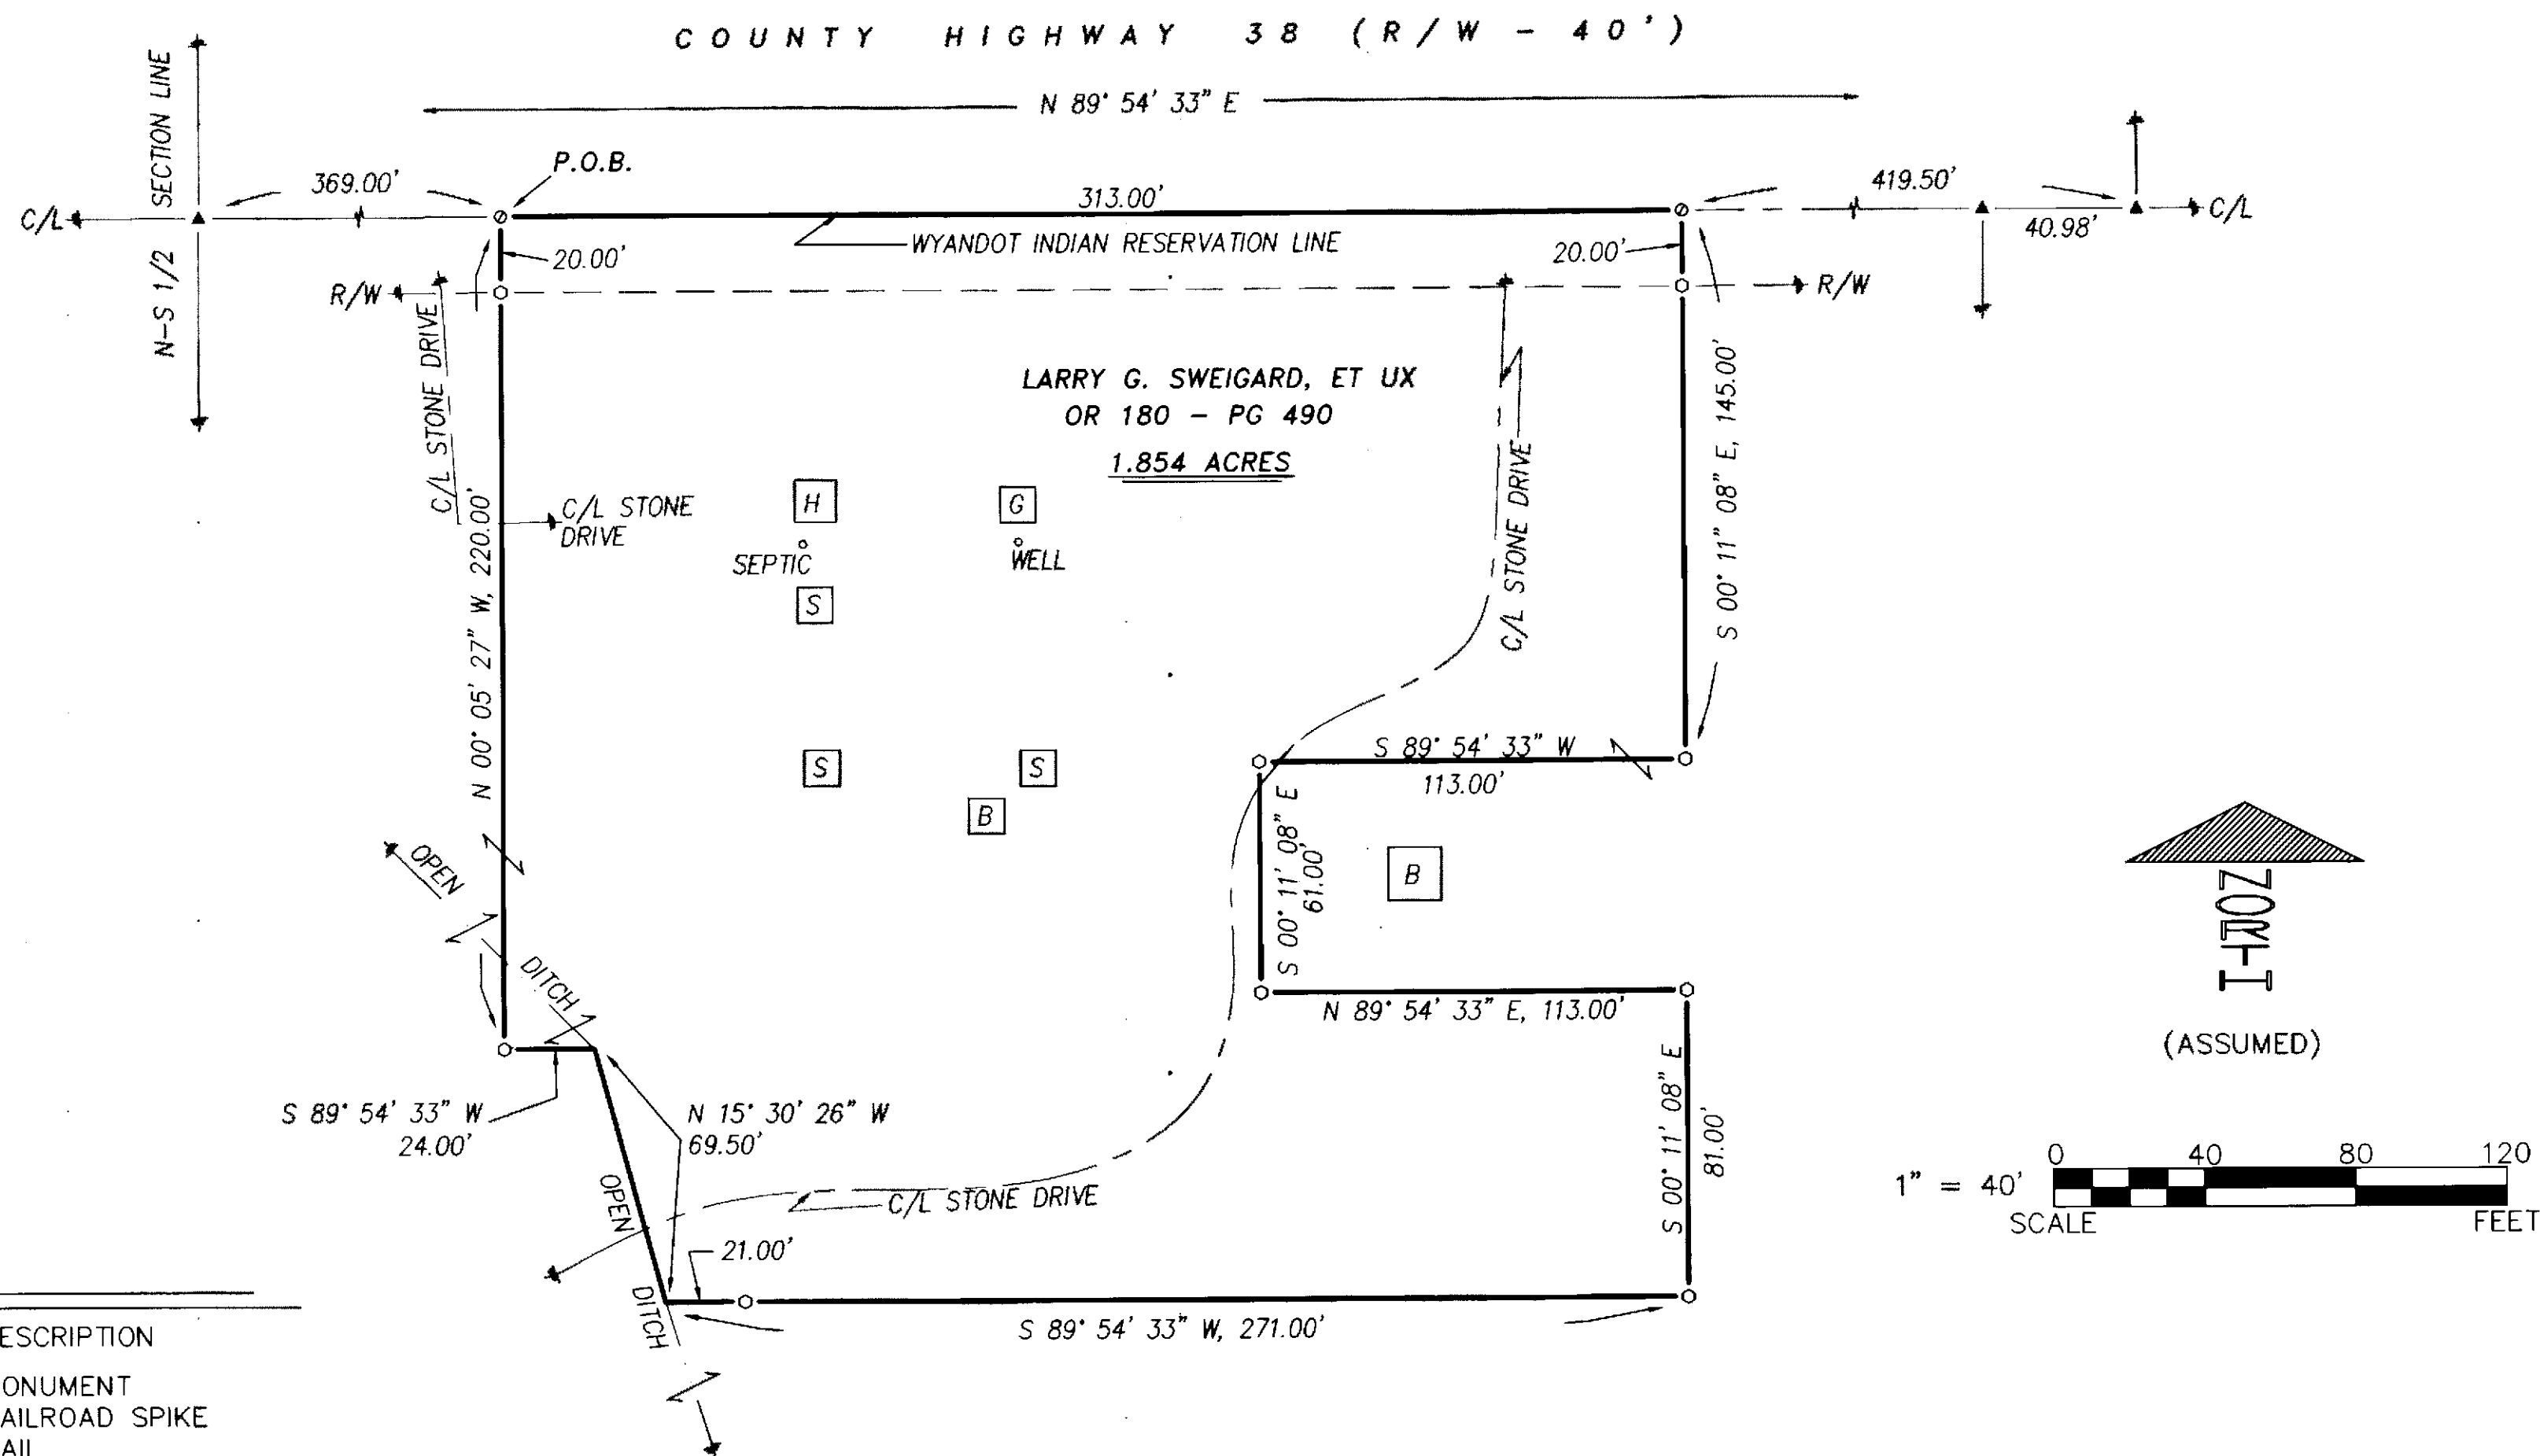 COUNTY HIGHWAY 38 (R/W - 40')
N 89° 54' 33" E
N-S 1/2 SECTION LINE
369.00'
P.O.B.
313.00'
419.50'
40.98'
C/L
C/L
WYANDOT INDIAN RESERVATION LINE
20.00'
20.00'
R/W
R/W
C/L STONE DRIVE
LARRY G. SWEIGARD, ET UX
OR 180 - PG 490
1.854 ACRES
C/L STONE DRIVE
S 00° 11" 08" E, 145.00'
H
G
C/L STONE
DRIVE
SEPTIC
WELL
S
N 00° 05' 27" W, 220.00'
S
S
B
S 89° 54' 33" W
113.00'
S 00° 11' 08" E
61.00'
B
OPEN
DITCH
N 89° 54' 33" E, 113.00'
S 00° 11' 08" E
81.00'
S 89° 54' 33" W
24.00'
N 15° 30' 26" W
69.50'
OPEN
DITCH
C/L STONE DRIVE
21.00'
S 89° 54' 33" W, 271.00'
NORTH
(ASSUMED)
0 40 80 120
1" = 40'
SCALE FEET
ESCRIPTION
ONUMENT
AILROAD SPIKE